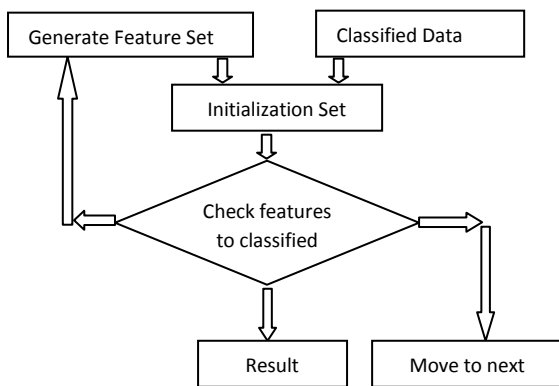 Generate Feature Set
Classified Data
Initialization Set
Check features
to classified
Result
Move to next